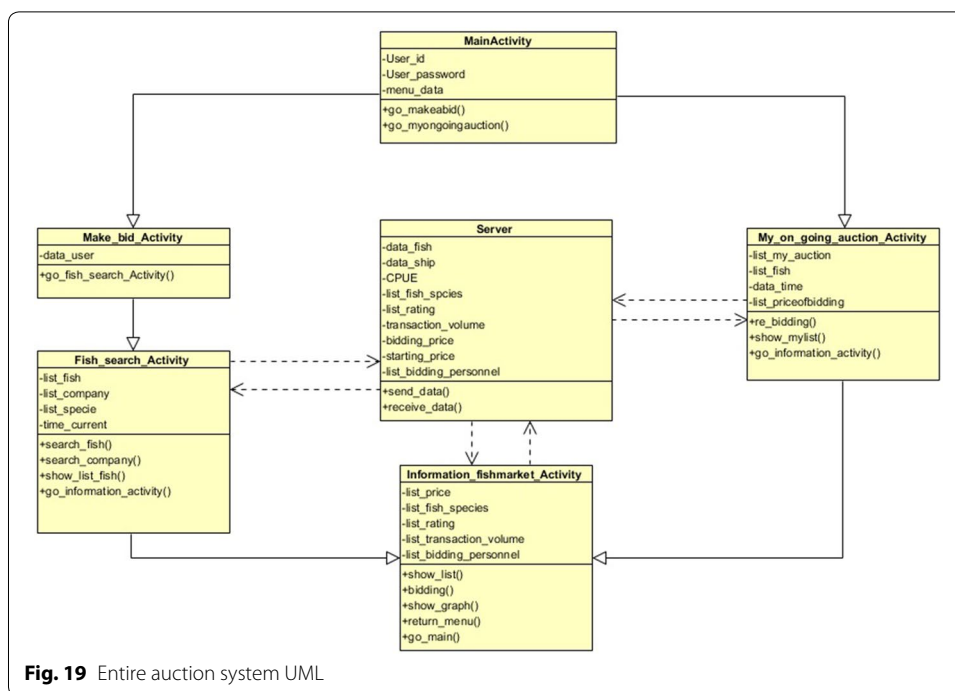 MainActivity
-User_id
-User_password
-menu_data
+go_makeabid()
+go_myongoingauction()
Make_bid_Activity
-data_user
+go_fish_search_Activity()
Server
-data_fish
-data_ship
-CPUE
-list_fish_spcies
-list_rating
-transaction_volume
-bidding_price
-starting_price
-list_bidding_personnel
+send_data()
+receive_data()
My_on_going_auction_Activity
-list_my_auction
-list_fish
-data_time
-list_priceofbidding
+re_bidding()
+show_mylist()
+go_information_activity()
Fish_search_Activity
-list_fish
-list_company
-list_specie
-time_current
+search_fish()
+search_company()
+show_list_fish()
+go_information_activity()
Information_fishmarket_Activity
-list_price
-list_fish_species
-list_rating
-list_transaction_volume
-list_bidding_personnel
+show_list()
+bidding()
+show_graph()
+return_menu()
+go_main()
Fig. 19 Entire auction system UML